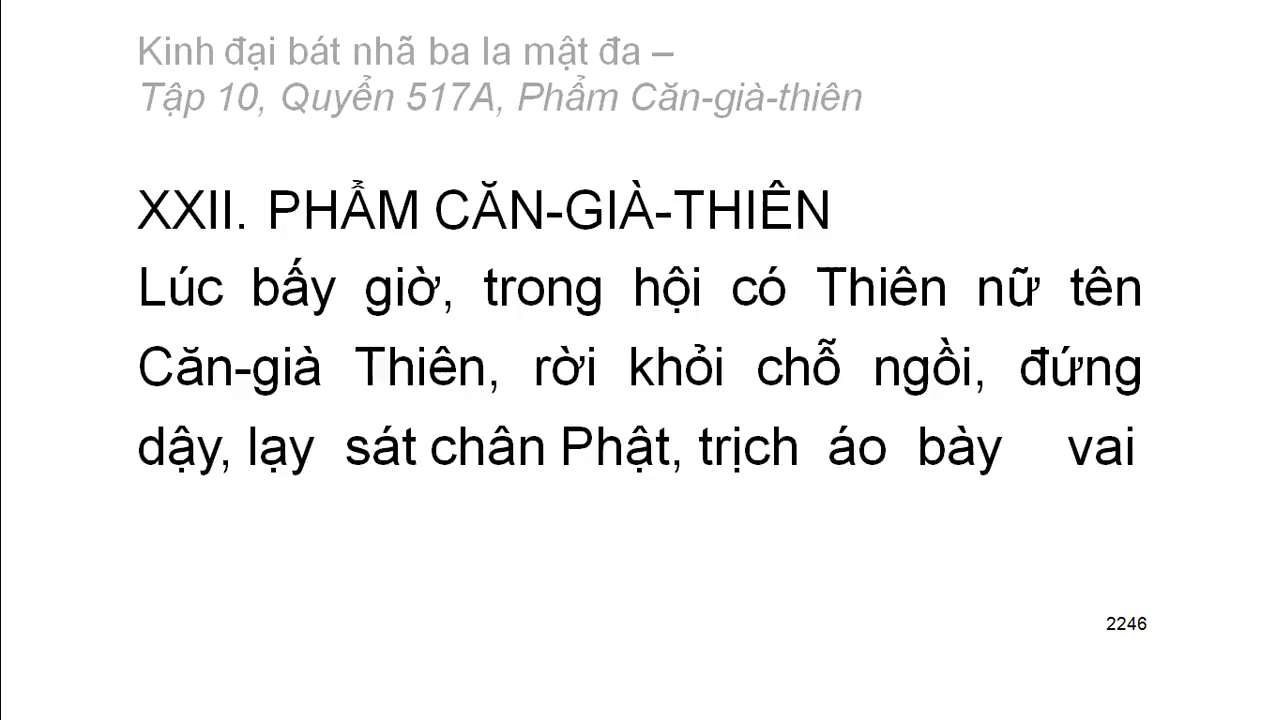 Kinh đại bát nhã ba la mật đa –
Tập 10, Quyển 517A, Phẩm Căn-già-thiên
XXII. PHẨM CĂN-GIÀ-THIÊN
Lúc bấy giờ, trong hội có Thiên nữ tên
Căn-già Thiên, rời khỏi chỗ ngồi, đứng
dậy, lạy sát chân Phật, trịch áo bày vai
2246